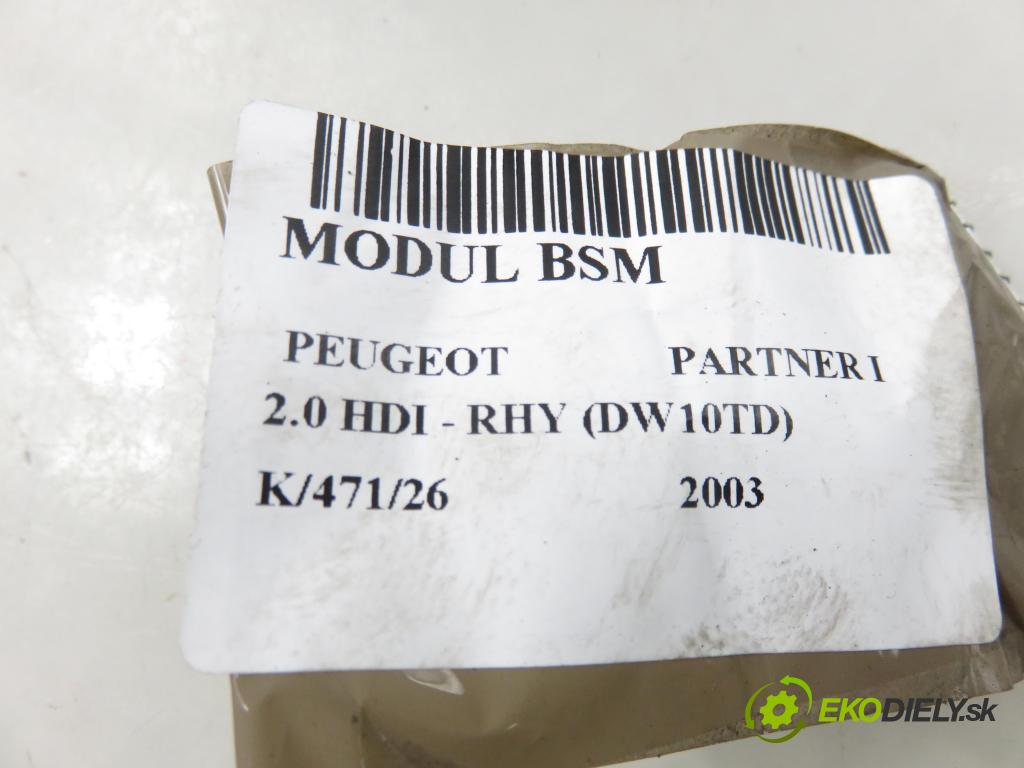 MODUL BSM
PEUGEOT PARTNER I
2.0 HDI - RHY (DW10TD)
K/471/26 2003
EKODIELY.sk